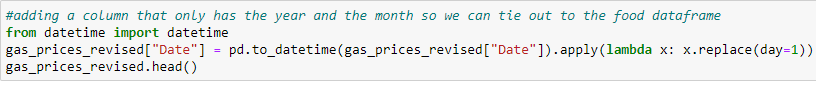 #adding a column that only has the year and the month so we can tie out to the food dataframe
from datetime import datetime
gas_prices_revised["Date"] = pd.to_datetime(gas_prices_revised["Date"]).apply(lambda x: x.replace(day=1))
gas_prices_revised.head()